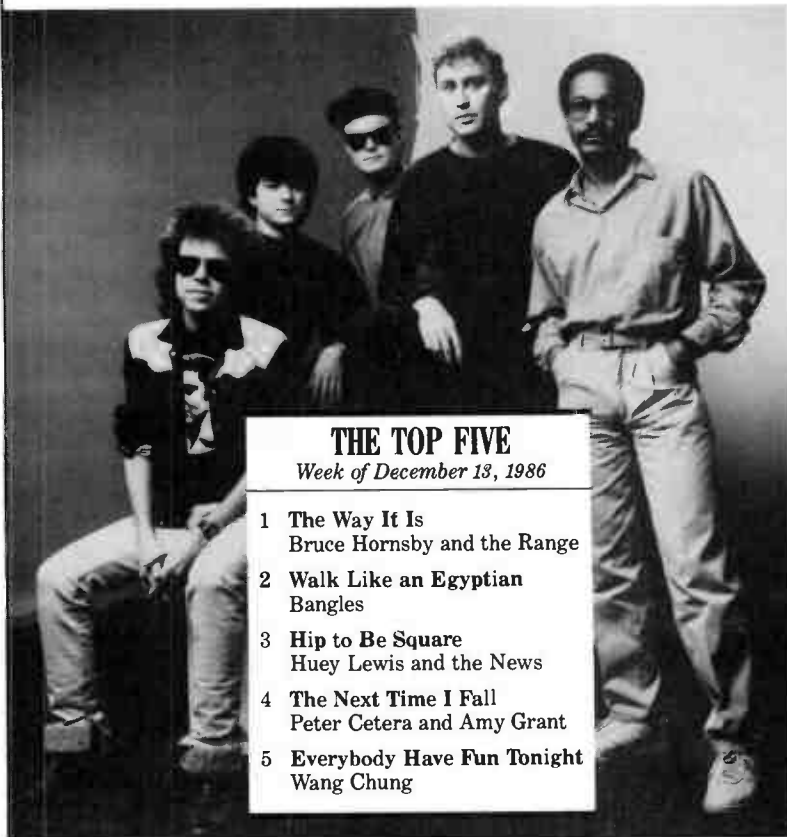 THE TOP FIVE
Week of December 13, 1986
1 The Way It Is
Bruce Hornsby and the Range
2 Walk Like an Egyptian
Bangles
3 Hip to Be Square
Huey Lewis and the News
4 The Next Time I Fall
Peter Cetera and Amy Grant
5 Everybody Have Fun Tonight
Wang Chung